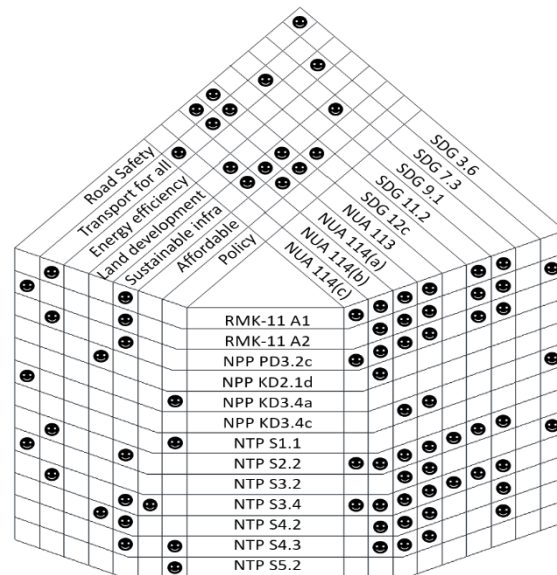 Road Safety
Transport for all
Energy efficiency
Land development
Sustainable infra
Affordable
Policy
SDG 3.6
SDG 7.3
SDG 9.1
SDG 11.2
SDG 12c
NUA 113
NUA 114(a)
NUA 114(b)
NUA 114(c)
RMK-11 A1
RMK-11 A2
NPP PD3.2c
NPP KD2.1d
NPP KD3.4a
NPP KD3.4c
NTP S1.1
NTP S2.2
NTP S3.2
NTP S3.4
NTP S4.2
NTP S4.3
NTP S5.2